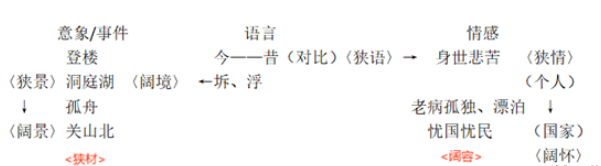 意象/事件 语言 情感
登楼 今——昔（对比）〈狭语〉→ 身世悲苦 〈狭情〉
〈狭景〉洞庭湖 〈阔境〉 ←坼、浮 （个人）
↓ 孤舟 老病孤独、漂泊 ↓
〈阔景〉关山北 忧国忧民 （国家）
<狭材> <阔容> 〈阔怀〉